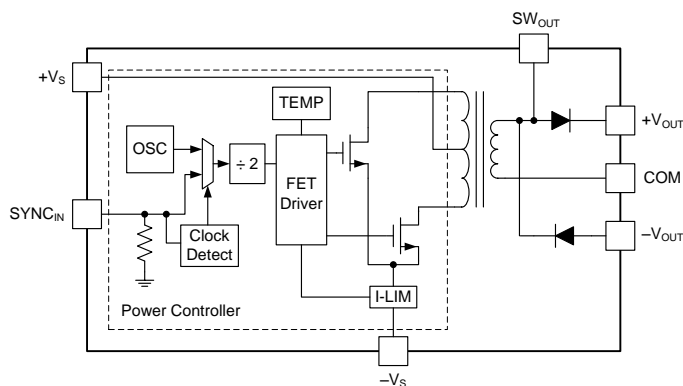 SW_OUT
+V_S
TEMP
OSC
÷ 2
FET
Driver
+V_OUT
COM
SYNC_IN
Clock
Detect
–V_OUT
I-LIM
Power Controller
–V_S